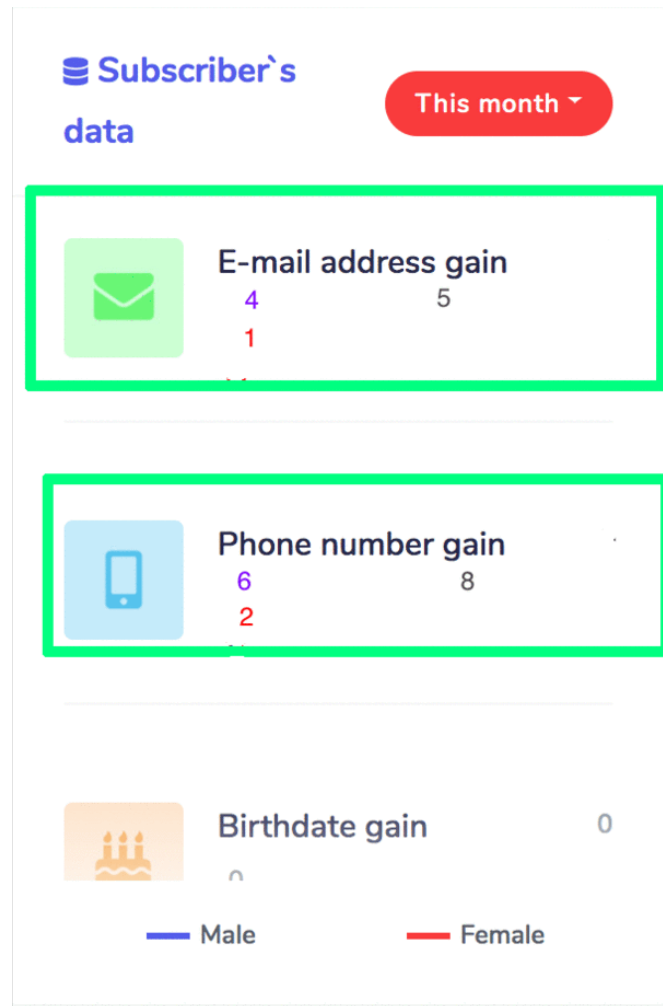 Subscriber`s
data
This month
E-mail address gain
4 5
1
Phone number gain
6 8
2
Birthdate gain 0
0
Male Female